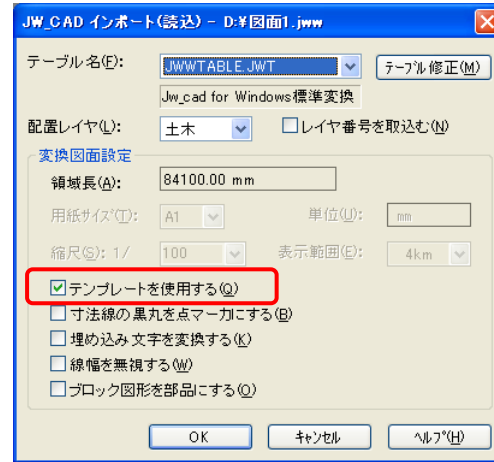 JW_CAD インポート(読込) - D:¥図面1.jww
テーブル名(F): JWWTABLE.JWT テーブル修正(M)
Jw_cad for Windows標準変換
配置レイヤ(L): 土木 レイヤ番号を取込む(N)
変換図面設定
領域長(A): 84100.00 mm
用紙サイズ(T): A1 単位(U): mm
縮尺(S): 1/ 100 表示範囲(E): 4km
テンプレートを使用する(Q)
寸法線の黒丸を点マーカにする(B)
埋め込み文字を変換する(K)
線幅を無視する(W)
ブロック図形を部品にする(O)
OK キャンセル ヘルプ(H)